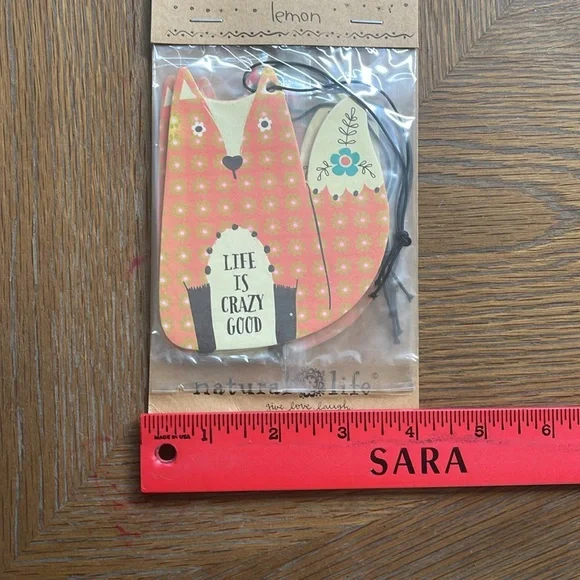 lemon
LIFE
IS
CRAZY
GOOD
natural life
give love laugh
MADE IN USA 1 2 3 4 5 6
SARA